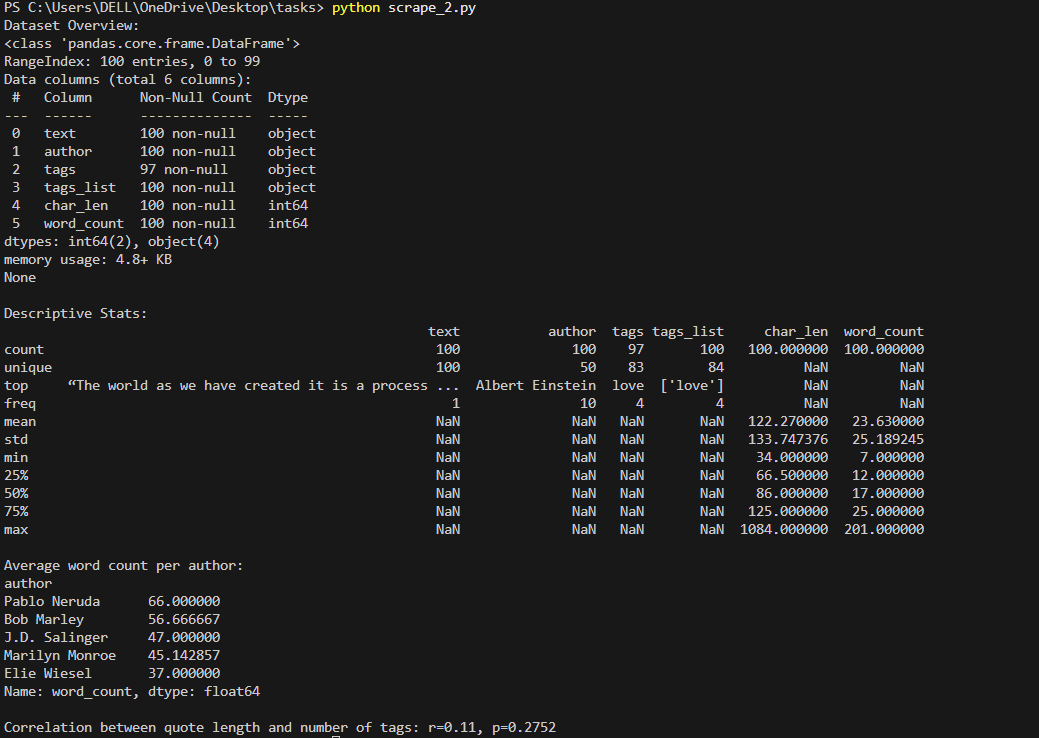 PS C:\Users\DELL\OneDrive\Desktop\tasks> python scrape_2.py
Dataset Overview:
<class 'pandas.core.frame.DataFrame'>
RangeIndex: 100 entries, 0 to 99
Data columns (total 6 columns):
 #   Column      Non-Null Count  Dtype
---  ------      --------------  -----
 0   text        100 non-null    object
 1   author      100 non-null    object
 2   tags        97 non-null     object
 3   tags_list   100 non-null    object
 4   char_len    100 non-null    int64
 5   word_count  100 non-null    int64
dtypes: int64(2), object(4)
memory usage: 4.8+ KB
None
Descriptive Stats:
                                                     text           author  tags tags_list     char_len  word_count
count                                                 100              100    97       100   100.000000  100.000000
unique                                                100               50    83        84          NaN         NaN
top     “The world as we have created it is a process ...  Albert Einstein  love  ['love']          NaN         NaN
freq                                                    1               10     4         4          NaN         NaN
mean                                                  NaN              NaN   NaN       NaN   122.270000   23.630000
std                                                   NaN              NaN   NaN       NaN   133.747376   25.189245
min                                                   NaN              NaN   NaN       NaN    34.000000    7.000000
25%                                                   NaN              NaN   NaN       NaN    66.500000   12.000000
50%                                                   NaN              NaN   NaN       NaN    86.000000   17.000000
75%                                                   NaN              NaN   NaN       NaN   125.000000   25.000000
max                                                   NaN              NaN   NaN       NaN  1084.000000  201.000000
Average word count per author:
author
Pablo Neruda      66.000000
Bob Marley        56.666667
J.D. Salinger     47.000000
Marilyn Monroe    45.142857
Elie Wiesel       37.000000
Name: word_count, dtype: float64
Correlation between quote length and number of tags: r=0.11, p=0.2752